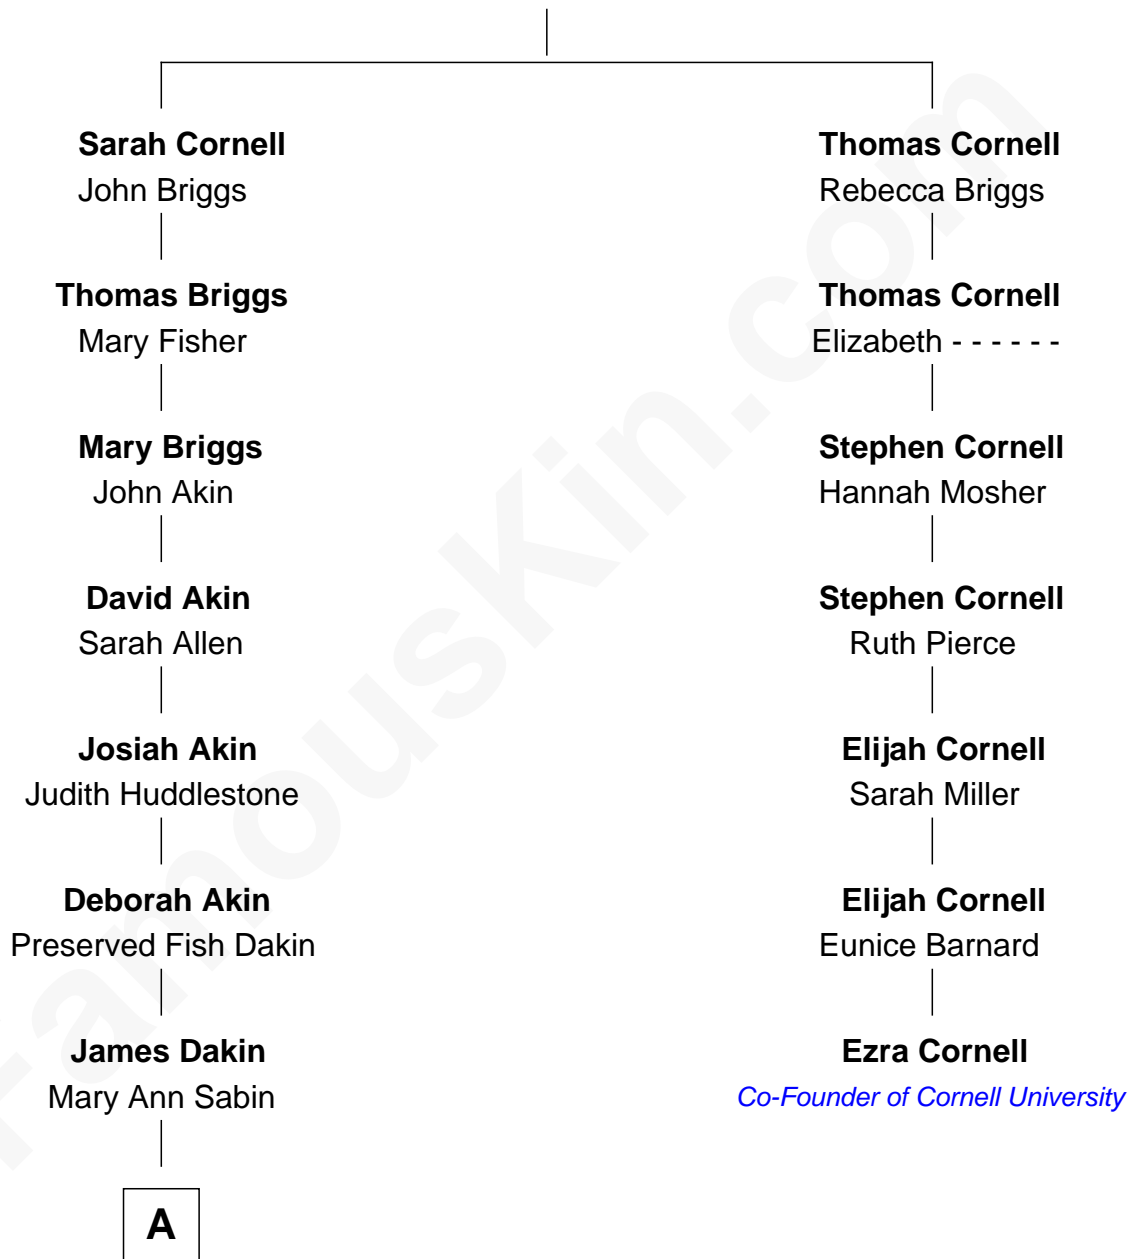 Sarah Cornell
John Briggs
Thomas Briggs
Mary Fisher
Mary Briggs
John Akin
David Akin
Sarah Allen
Josiah Akin
Judith Huddlestone
Deborah Akin
Preserved Fish Dakin
James Dakin
Mary Ann Sabin
A
Thomas Cornell
Rebecca Briggs
Thomas Cornell
Elizabeth - - - - - -
Stephen Cornell
Hannah Mosher
Stephen Cornell
Ruth Pierce
Elijah Cornell
Sarah Miller
Elijah Cornell
Eunice Barnard
Ezra Cornell
Co-Founder of Cornell University
FamousKin.com